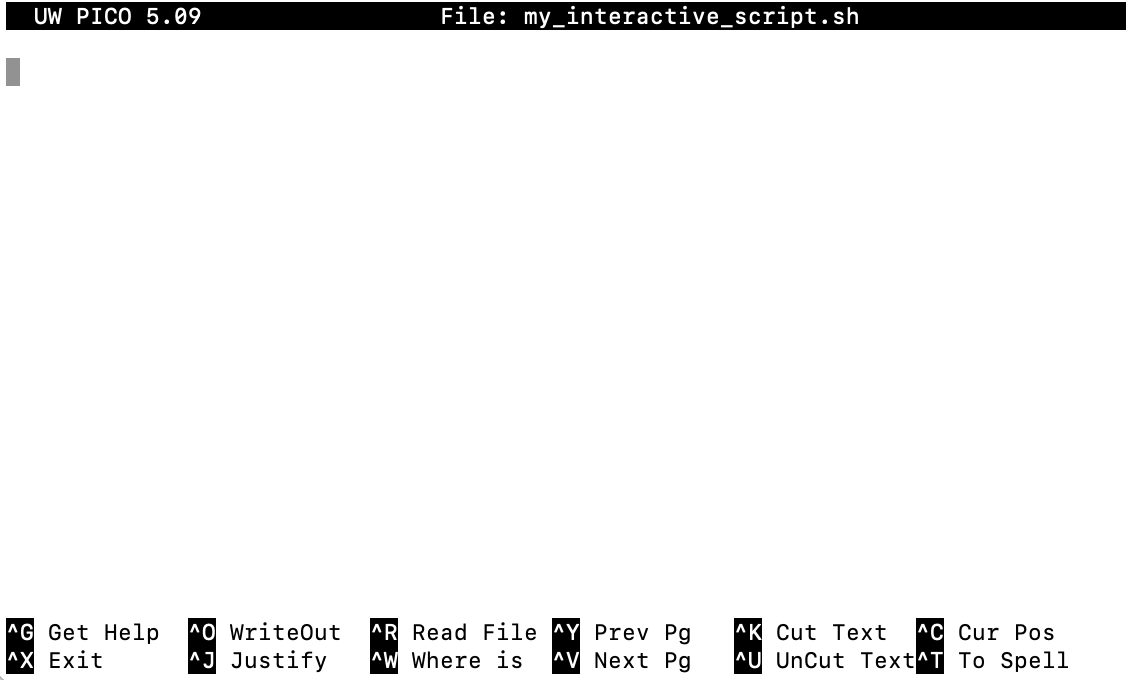 UW PICO 5.09 File: my_interactive_script.sh
^G Get Help ^O WriteOut ^R Read File ^Y Prev Pg ^K Cut Text ^C Cur Pos
^X Exit ^J Justify ^W Where is ^V Next Pg ^U UnCut Text ^T To Spell